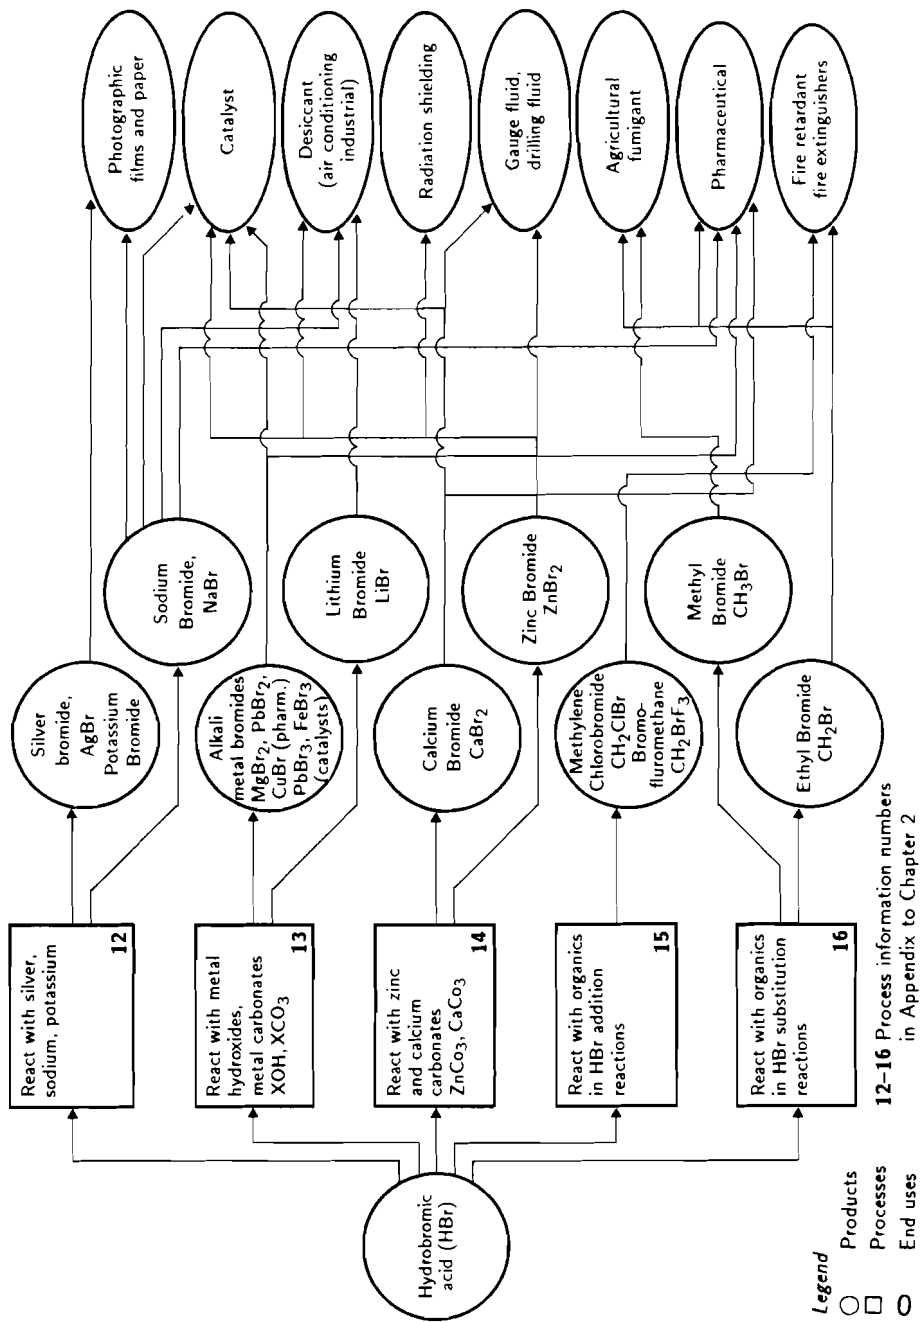 Hydrobromic
acid (HBr)
React with silver,
sodium, potassium
12
React with metal
hydroxides,
metal carbonates
XOH, XCO3
13
React with zinc
and calcium
carbonates
ZnCo3, CaCo3
14
React with organics
in HBr addition
reactions
15
React with organics
in HBr substitution
reactions
16
Silver
bromide,
AgBr
Potassium
Bromide
Sodium
Bromide,
NaBr
Alkali
metal bromides
MgBr2, PbBr2,
CuBr (pharm.)
PbBr3, FeBr3
(catalysts)
Lithium
Bromide
LiBr
Calcium
Bromide
CaBr2
Zinc Bromide
ZnBr2
Methylene
Chlorobromide
CH2ClBr
Bromo-
fluromethane
CH2BrF3
Methyl
Bromide
CH3Br
Ethyl Bromide
CH2Br
Photographic
films and paper
Catalyst
Desiccant
(air conditioning
industrial)
Radiation shielding
Gauge fluid,
drilling fluid
Agricultural
fumigant
Pharmaceutical
Fire retardant
fire extinguishers
Legend
Products
Processes
End uses
12–16 Process information numbers
in Appendix to Chapter 2